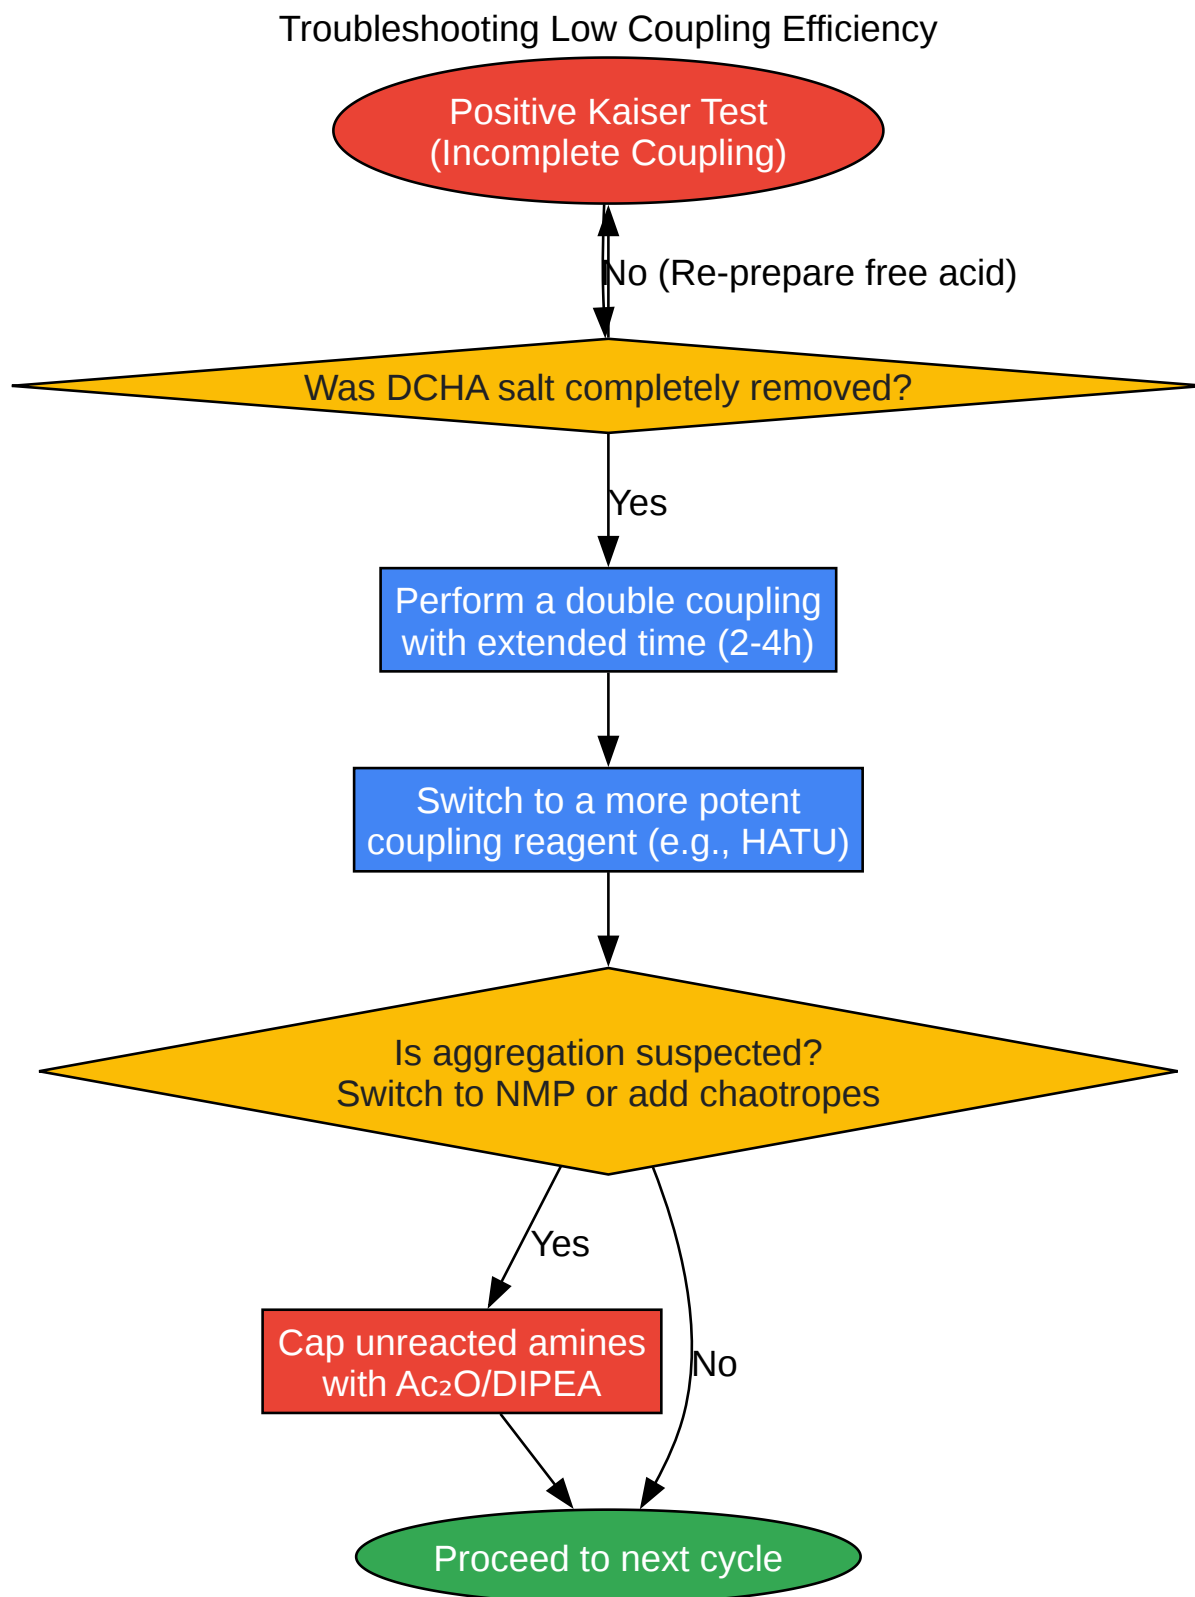 Troubleshooting Low Coupling Efficiency
Positive Kaiser Test
(Incomplete Coupling)
No (Re-prepare free acid)
Was DCHA salt completely removed?
Yes
Perform a double coupling
with extended time (2-4h)
Switch to a more potent
coupling reagent (e.g., HATU)
Is aggregation suspected?
Switch to NMP or add chaotropes
Yes
Cap unreacted amines
with Ac₂O/DIPEA
No
Proceed to next cycle